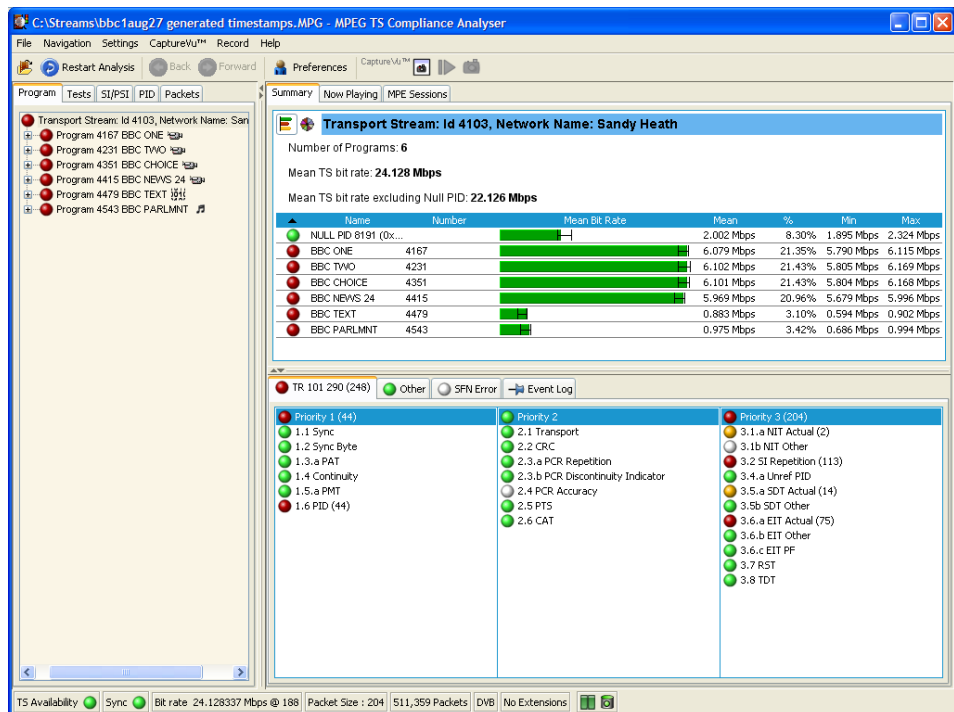 C:\Streams\bbc1aug27 generated timestamps.MPG - MPEG TS Compliance Analyser
File Navigation Settings CaptureVu™ Record Help
Restart Analysis Back Forward Preferences CaptureVu™
Program Tests SI/PSI PID Packets
Transport Stream: Id 4103, Network Name: San
Program 4167 BBC ONE
Program 4231 BBC TWO
Program 4351 BBC CHOICE
Program 4415 BBC NEWS 24
Program 4479 BBC TEXT
Program 4543 BBC PARLMNT
Summary Now Playing MPE Sessions
Transport Stream: Id 4103, Network Name: Sandy Heath
Number of Programs: 6
Mean TS bit rate: 24.128 Mbps
Mean TS bit rate excluding Null PID: 22.126 Mbps
Name Number Mean Bit Rate Mean % Min Max
NULL PID 8191 (0x... 2.002 Mbps 8.30% 1.895 Mbps 2.324 Mbps
BBC ONE 4167 6.079 Mbps 21.35% 5.790 Mbps 6.115 Mbps
BBC TWO 4231 6.102 Mbps 21.43% 5.805 Mbps 6.169 Mbps
BBC CHOICE 4351 6.101 Mbps 21.43% 5.804 Mbps 6.168 Mbps
BBC NEWS 24 4415 5.969 Mbps 20.96% 5.679 Mbps 5.996 Mbps
BBC TEXT 4479 0.883 Mbps 3.10% 0.594 Mbps 0.902 Mbps
BBC PARLMNT 4543 0.975 Mbps 3.42% 0.686 Mbps 0.994 Mbps
TR 101 290 (248) Other SFN Error Event Log
Priority 1 (44)
1.1 Sync
1.2 Sync Byte
1.3.a PAT
1.4 Continuity
1.5.a PMT
1.6 PID (44)
Priority 2
2.1 Transport
2.2 CRC
2.3.a PCR Repetition
2.3.b PCR Discontinuity Indicator
2.4 PCR Accuracy
2.5 PTS
2.6 CAT
Priority 3 (204)
3.1.a NIT Actual (2)
3.1b NIT Other
3.2 SI Repetition (113)
3.4.a Unref PID
3.5.a SDT Actual (14)
3.5b SDT Other
3.6.a EIT Actual (75)
3.6.b EIT Other
3.6.c EIT PF
3.7 RST
3.8 TDT
TS Availability Sync Bit rate 24.128337 Mbps @ 188 Packet Size : 204 511,359 Packets DVB No Extensions